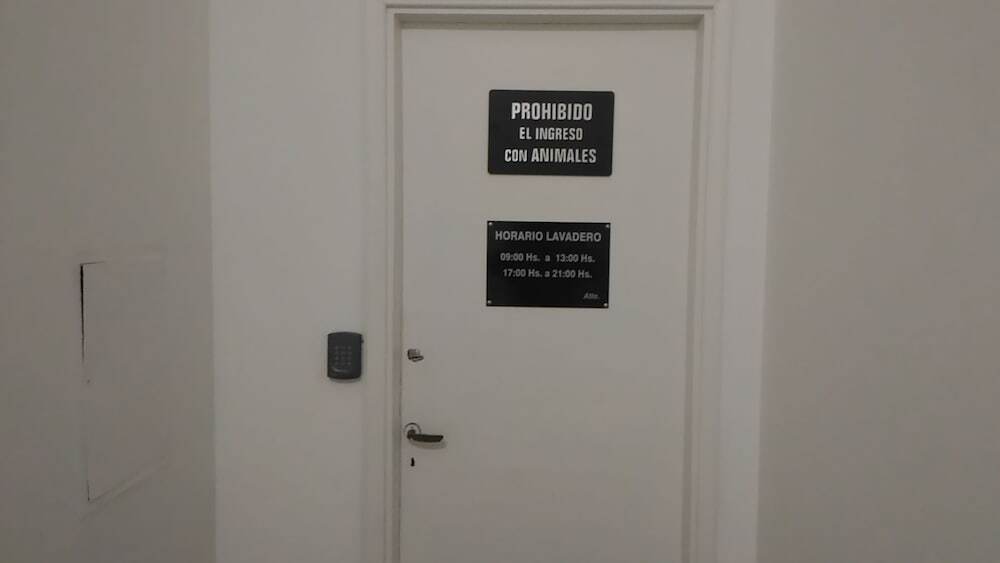 PROHIBIDO
EL INGRESO
CON ANIMALES
HORARIO LAVADERO
09:00 Hs. a 13:00 Hs.
17:00 Hs. a 21:00 Hs.